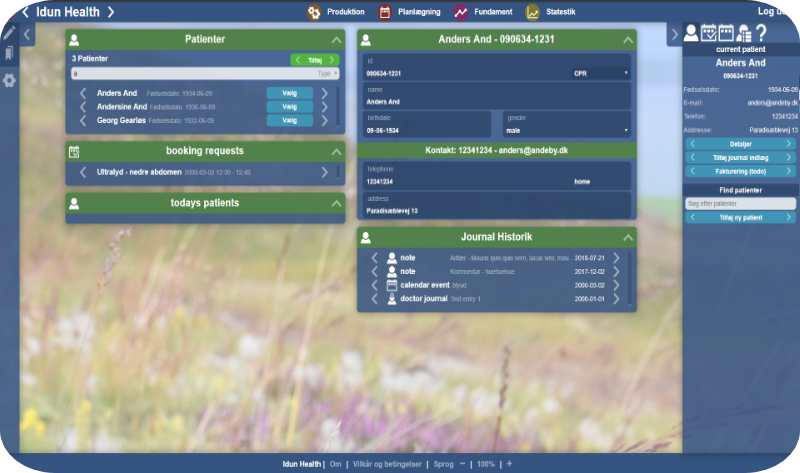 Idun Health
Produktion
Planlægning
Fundament
Statestik
Log u
Patienter
3 Patienter
Tilføj
a
Type
Anders And Fødselsdato: 1934-06-09 Vælg
Andersine And Fødselsdato: 1936-06-09 Vælg
Georg Gearløs Fødselsdato: 1932-06-09 Vælg
booking requests
Ultralyd - nedre abdomen 2000-03-02 12:30 - 12:45
todays patients
Anders And - 090634-1231
id
090634-1231 CPR
name
Anders And
birthdate
09-06-1934
gender
male
Kontakt: 12341234 - anders@andeby.dk
telephone
12341234 home
address
Paradisæblevej 13
Journal Historik
note Adfær - Mauris quis quis sem, lacus wisi, mau. 2018-07-21
note Kommentar - huehuehue 2017-12-02
calendar event 2000-03-02
doctor journal Test entry 1 2000-01-01
current patient
Anders And
090634-1231
Fødselsdato: 1934-06-09
E-mail: anders@andeby.dk
Telefon: 12341234
Addresse: Paradisæblevej 13
Detaljer
Tilføj journal indlæg
Fakturering (todo)
Find patienter
Søg efter patienter
Tilføj ny patient
Idun Health | Om | Vilkår og betingelser | Sprog − | 100% | +